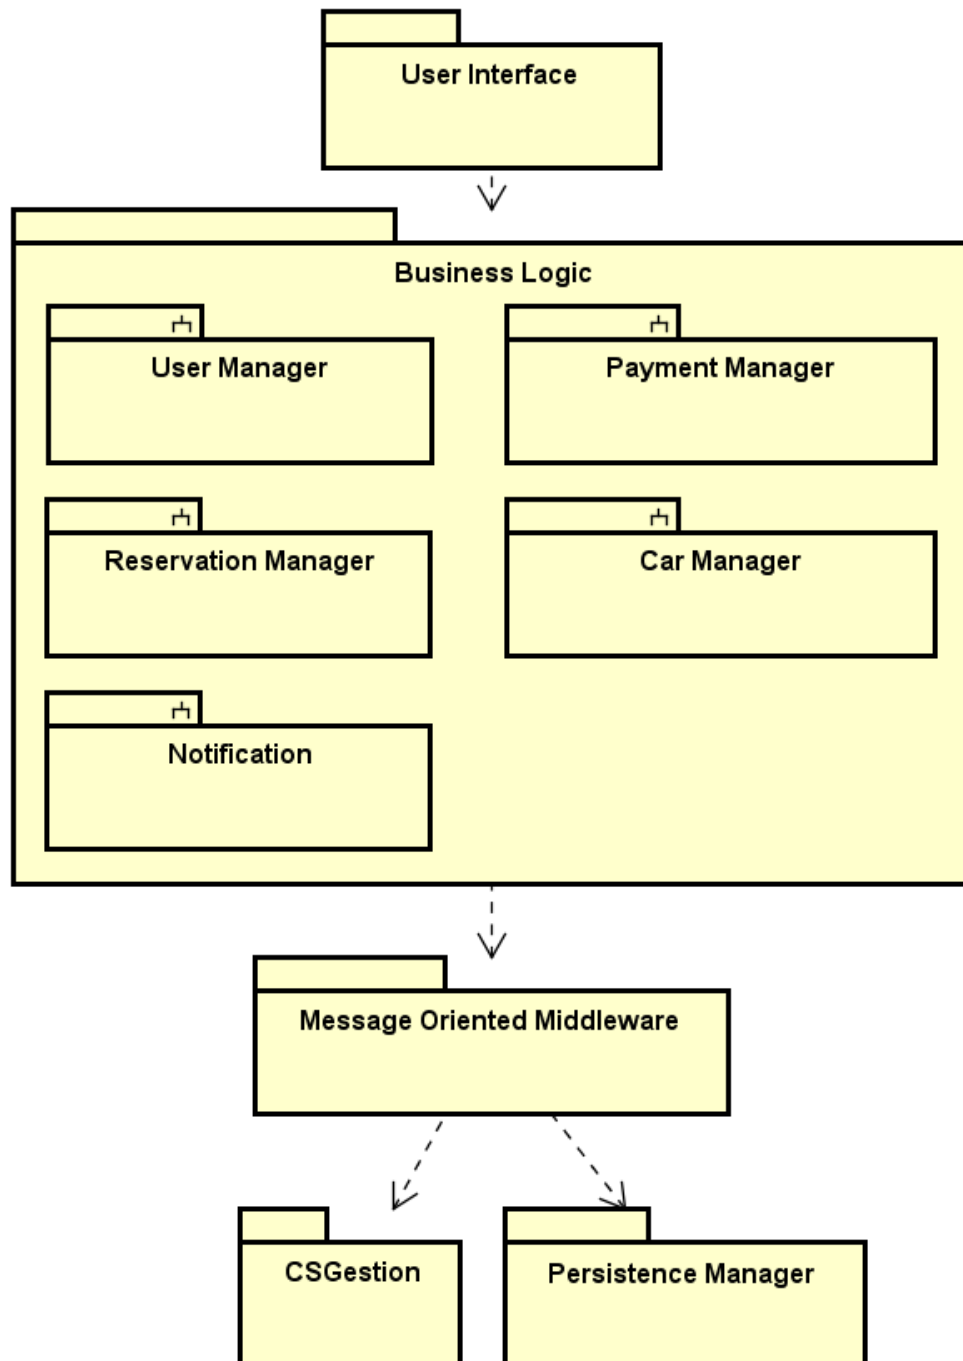 User Interface
Business Logic
User Manager
Payment Manager
Reservation Manager
Car Manager
Notification
Message Oriented Middleware
CSGestion
Persistence Manager